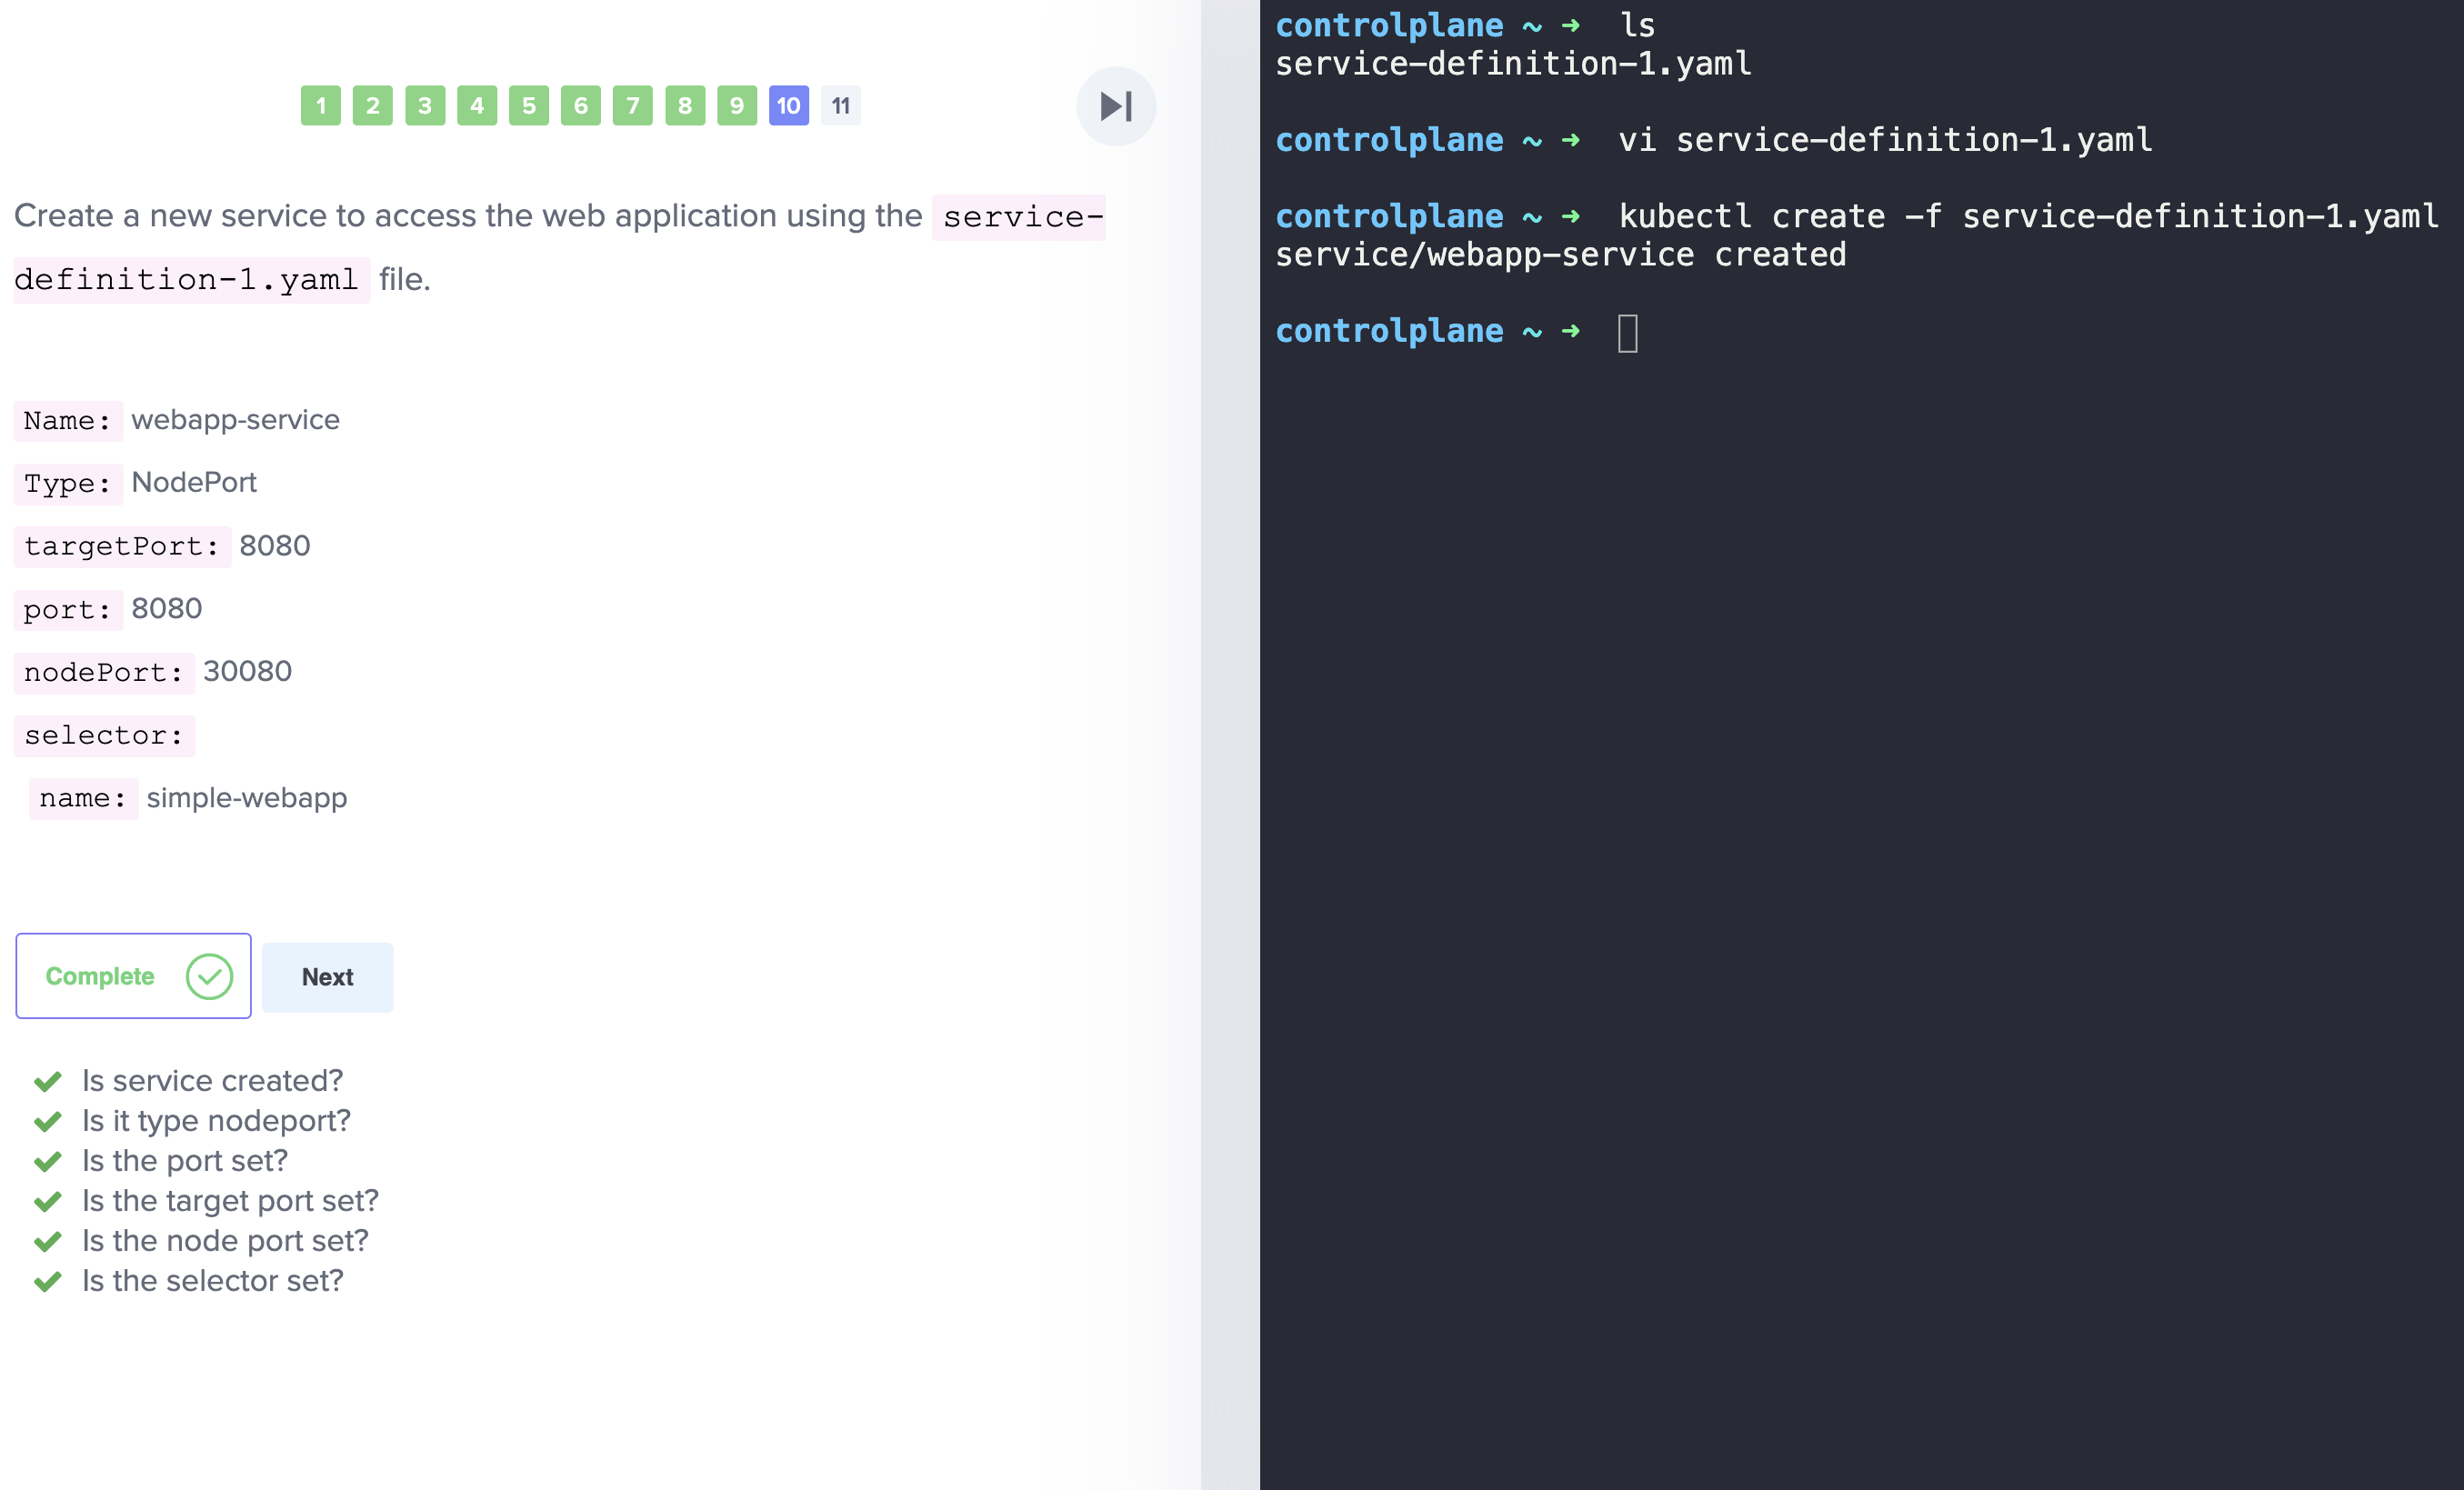 1 2 3 4 5 6 7 8 9 10 11
Create a new service to access the web application using the service-
definition-1.yaml file.
Name: webapp-service
Type: NodePort
targetPort: 8080
port: 8080
nodePort: 30080
selector:
name: simple-webapp
Complete Next
Is service created?
Is it type nodeport?
Is the port set?
Is the target port set?
Is the node port set?
Is the selector set?
controlplane ~ ➜ ls
service-definition-1.yaml
controlplane ~ ➜ vi service-definition-1.yaml
controlplane ~ ➜ kubectl create -f service-definition-1.yaml
service/webapp-service created
controlplane ~ ➜